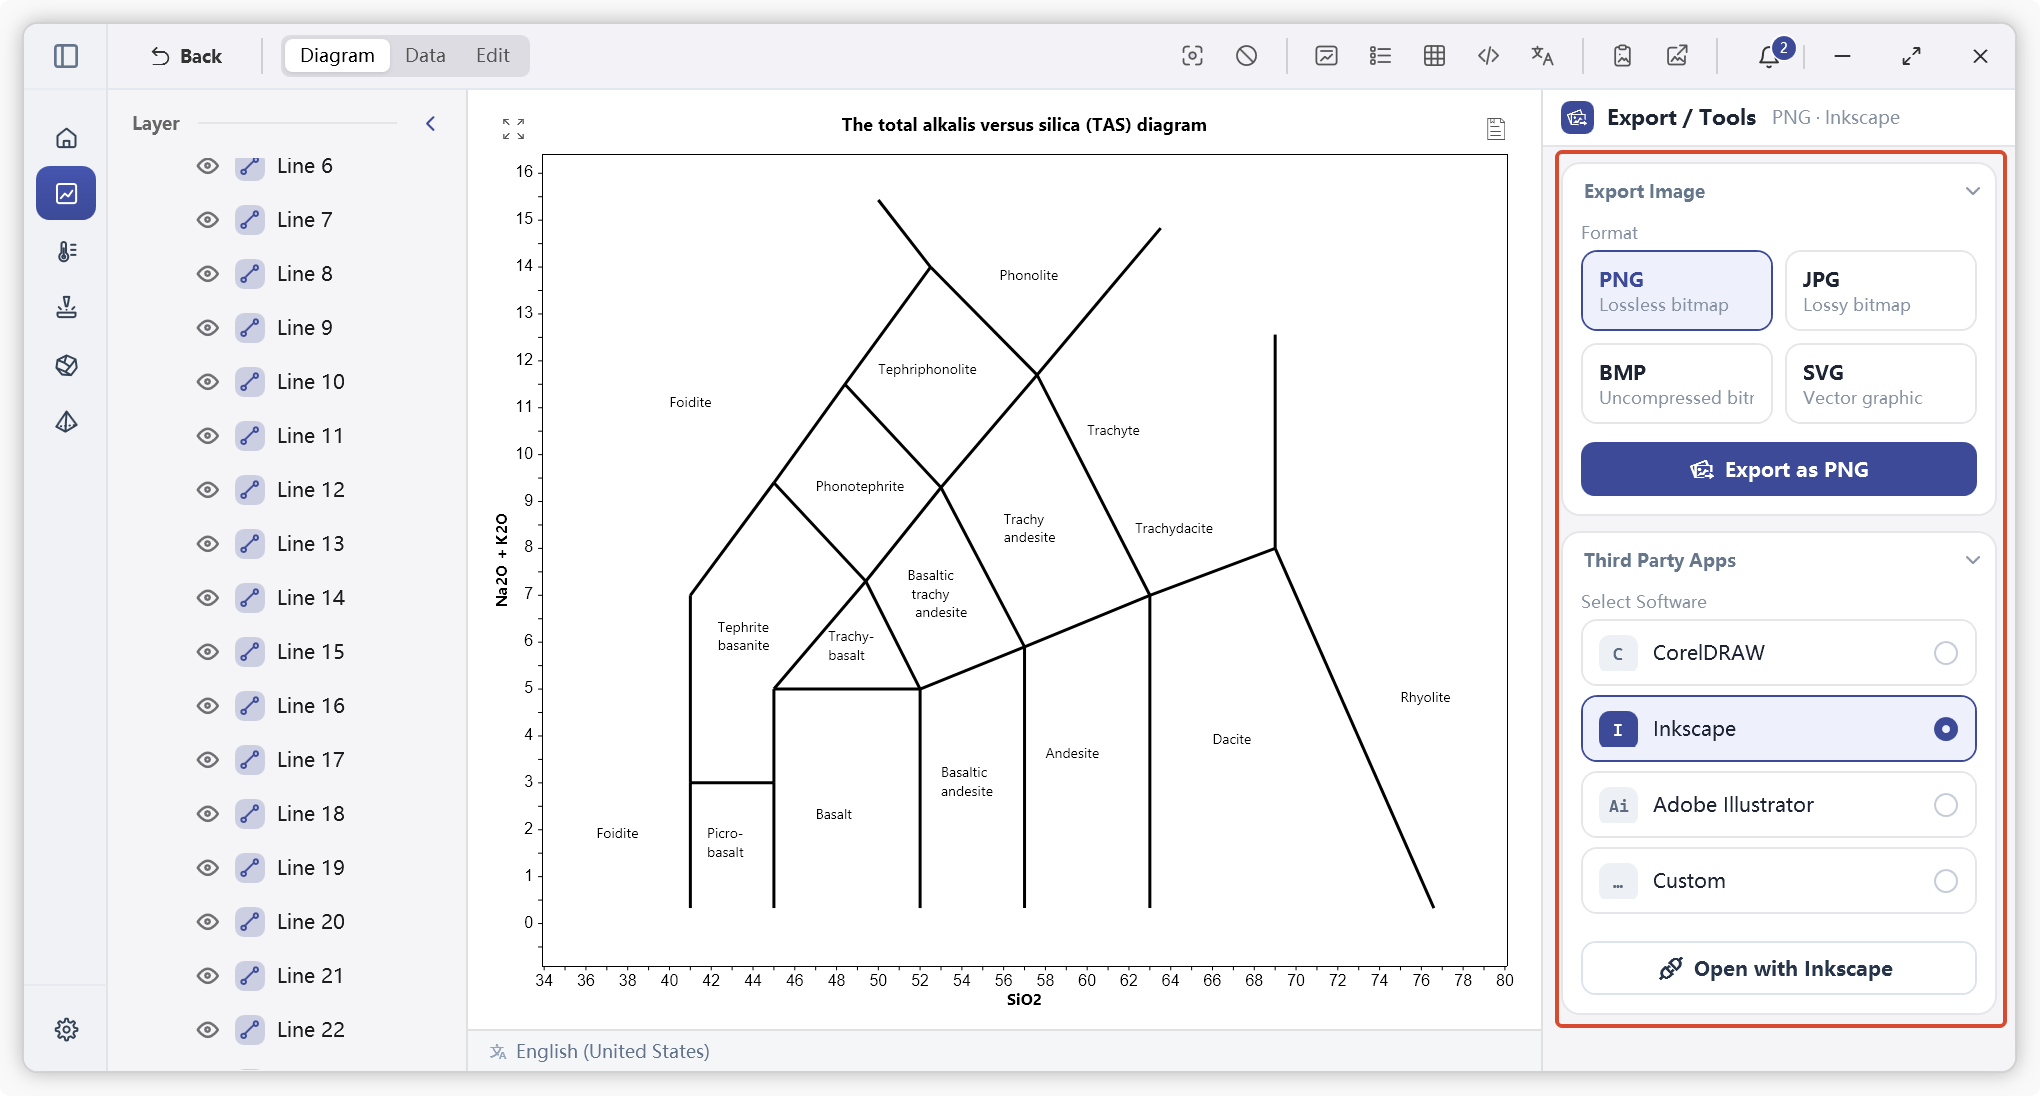 Back
Diagram
Data
Edit
2
Layer
Line 6
Line 7
Line 8
Line 9
Line 10
Line 11
Line 12
Line 13
Line 14
Line 15
Line 16
Line 17
Line 18
Line 19
Line 20
Line 21
Line 22
The total alkalis versus silica (TAS) diagram
Na2O + K2O
16
15
14
13
12
11
10
9
8
7
6
5
4
3
2
1
0
Phonolite
Tephriphonolite
Foidite
Trachyte
Phonotephrite
Trachy
andesite
Trachydacite
Basaltic
trachy
andesite
Tephrite
basanite
Trachy-
basalt
Rhyolite
Dacite
Andesite
Basaltic
andesite
Basalt
Foidite
Picro-
basalt
34 36 38 40 42 44 46 48 50 52 54 56 58 60 62 64 66 68 70 72 74 76 78 80
SiO2
English (United States)
Export / Tools
PNG · Inkscape
Export Image
Format
PNG
Lossless bitmap
JPG
Lossy bitmap
BMP
Uncompressed bitr
SVG
Vector graphic
Export as PNG
Third Party Apps
Select Software
C
CorelDRAW
I
Inkscape
Ai
Adobe Illustrator
…
Custom
Open with Inkscape